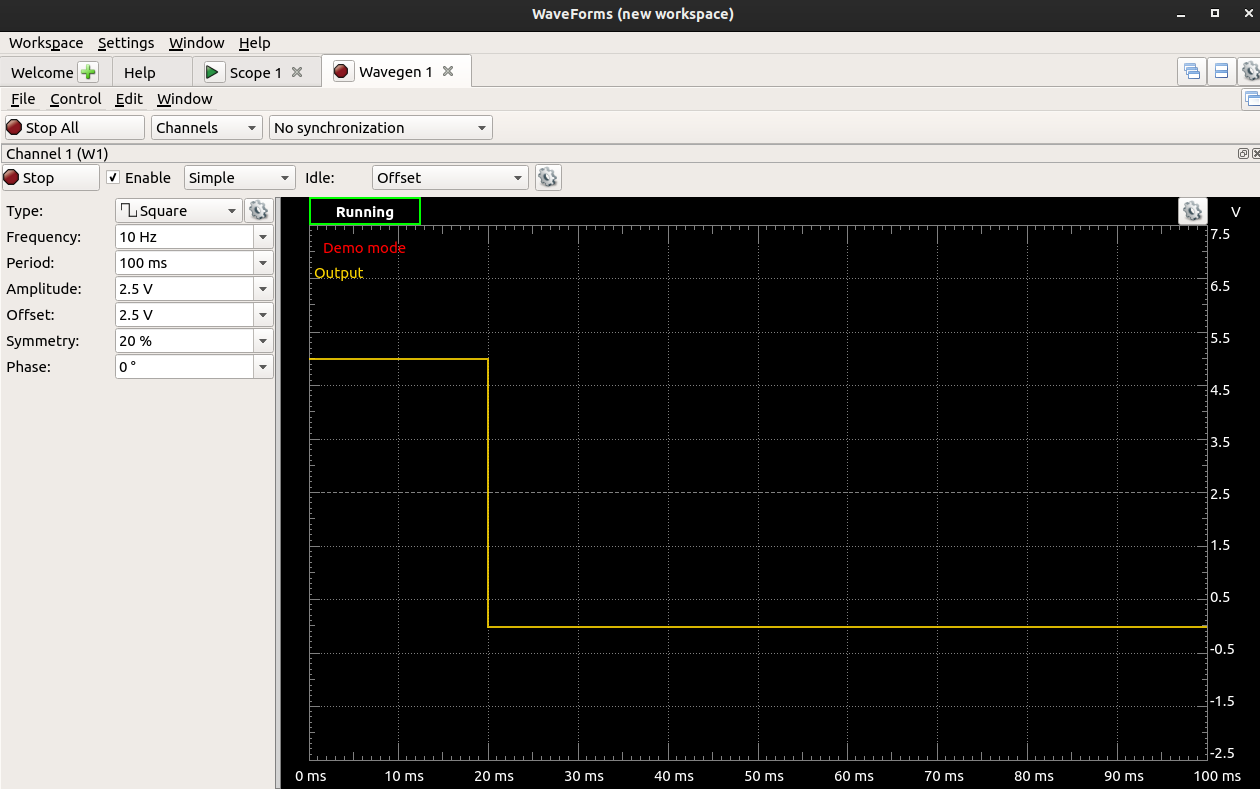 WaveForms (new workspace)
Workspace Settings Window Help
Welcome Help Scope 1 Wavegen 1
File Control Edit Window
Stop All Channels No synchronization
Channel 1 (W1)
Stop Enable Simple Idle: Offset
Type: Square
Frequency: 10 Hz
Period: 100 ms
Amplitude: 2.5 V
Offset: 2.5 V
Symmetry: 20 %
Phase: 0 °
Running V
Demo mode
Output
7.5
6.5
5.5
4.5
3.5
2.5
1.5
0.5
-0.5
-1.5
-2.5
0 ms 10 ms 20 ms 30 ms 40 ms 50 ms 60 ms 70 ms 80 ms 90 ms 100 ms